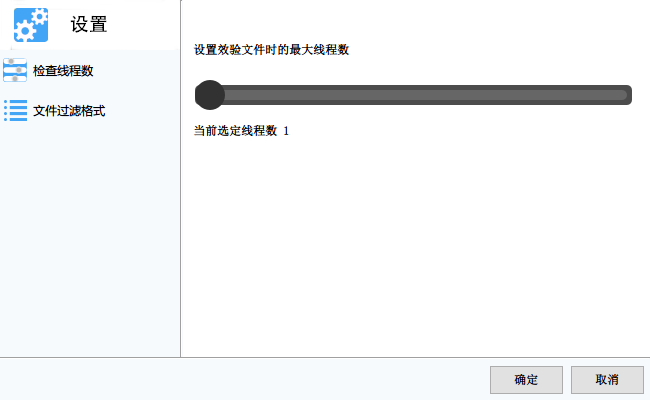 设置
检查线程数
文件过滤格式
设置效验文件时的最大线程数
当前选定线程数 1
确定
取消